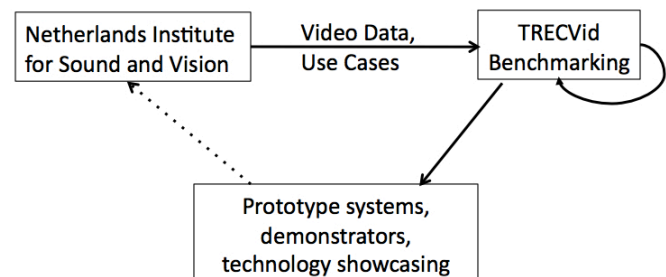 Netherlands Institute
for Sound and Vision
Video Data,
Use Cases
TRECVid
Benchmarking
Prototype systems,
demonstrators,
technology showcasing